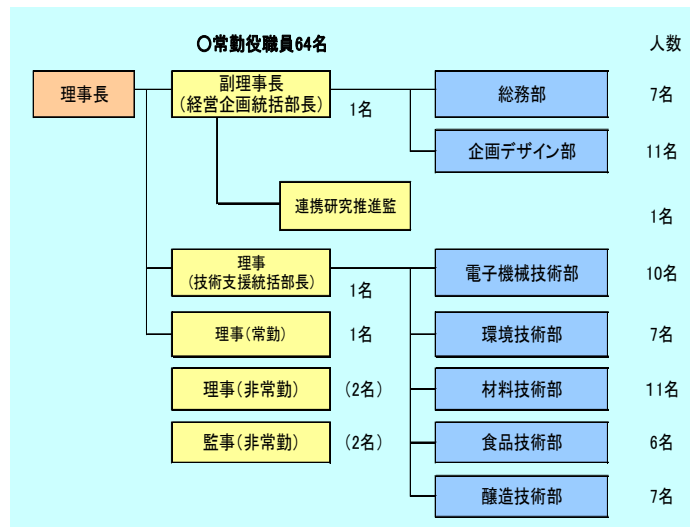 〇常勤役職員64名 人数
理事長
副理事長
(経営企画統括部長)
1名
総務部 7名
企画デザイン部 11名
連携研究推進監 1名
理事
(技術支援統括部長)
1名
電子機械技術部 10名
理事(常勤) 1名 環境技術部 7名
理事(非常勤) (2名) 材料技術部 11名
監事(非常勤) (2名) 食品技術部 6名
醸造技術部 7名